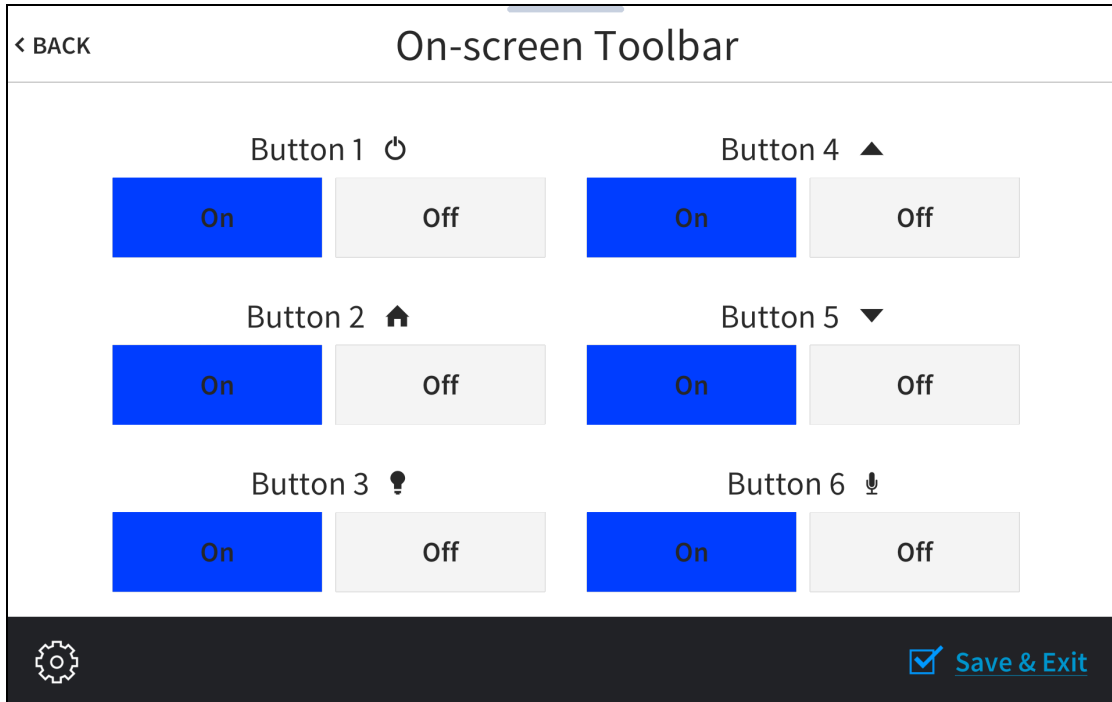 < BACK
On-screen Toolbar
Button 1
Button 4
On Off
On Off
Button 2
Button 5
On Off
On Off
Button 3
Button 6
On Off
On Off
Save & Exit